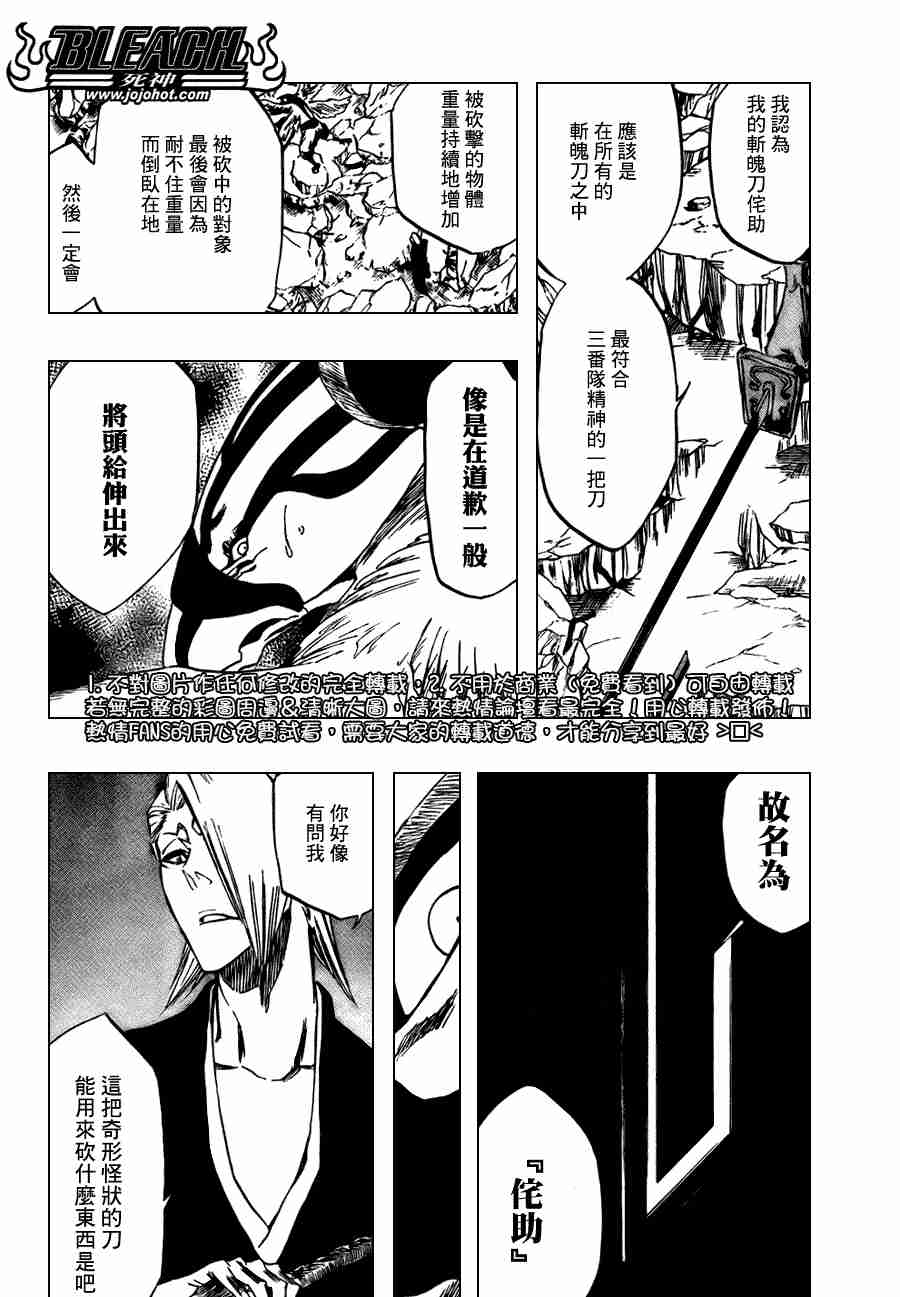 BLEACH
死神
www.jojohot.com
我認為
我的斬魄刀侘助
應該是
在所有的
斬魄刀之中
最符合
三番隊精神的一把刀
被砍擊的物體
重量持續地增加
被砍中的對象
最後會因為
耐不住重量
而倒臥在地
然後一定會
像是在道歉一般
將頭給伸出來
1. 不對圖片作任何修改的完全轉載；2. 不用於商業（免費看到）可自由轉載
若無完整的彩圖周邊&清晰大圖，請來熱情論壇看最完全！用心轉載發佈！
熱情FANS的用心免費試看，需要大家的轉載道德，才能分享到最好 >口<
故名為
『侘助』
你好像
有問我
這把奇形怪狀的刀
能用來砍什麼東西是吧